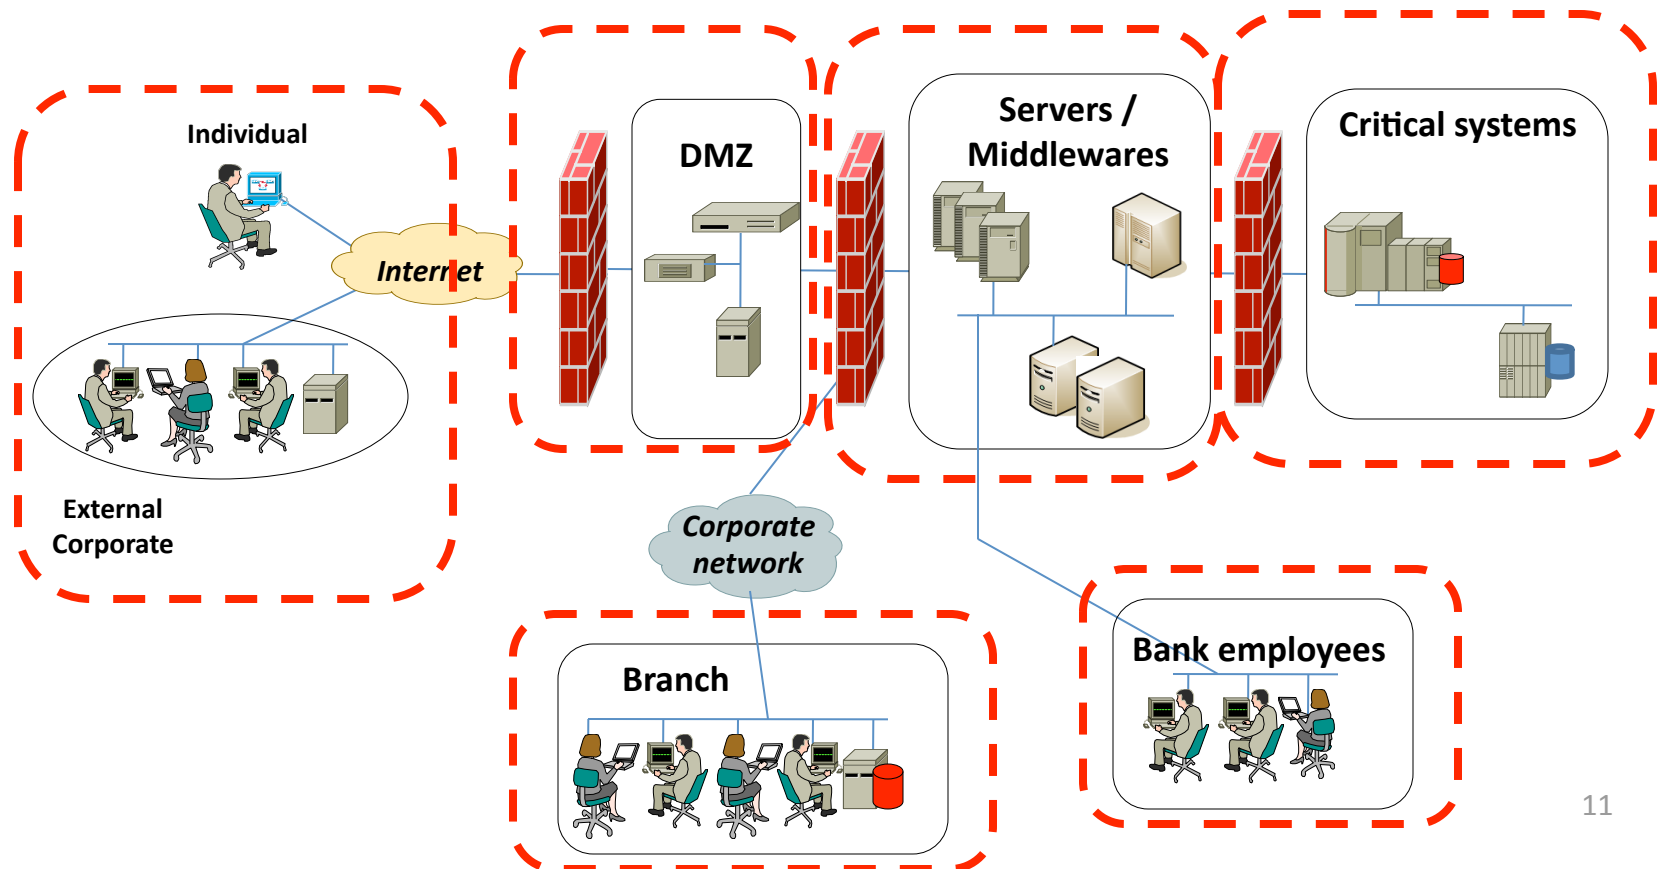 Individual
Internet
External
Corporate
DMZ
Servers /
Middlewares
Critical systems
Corporate
network
Branch
Bank employees
11